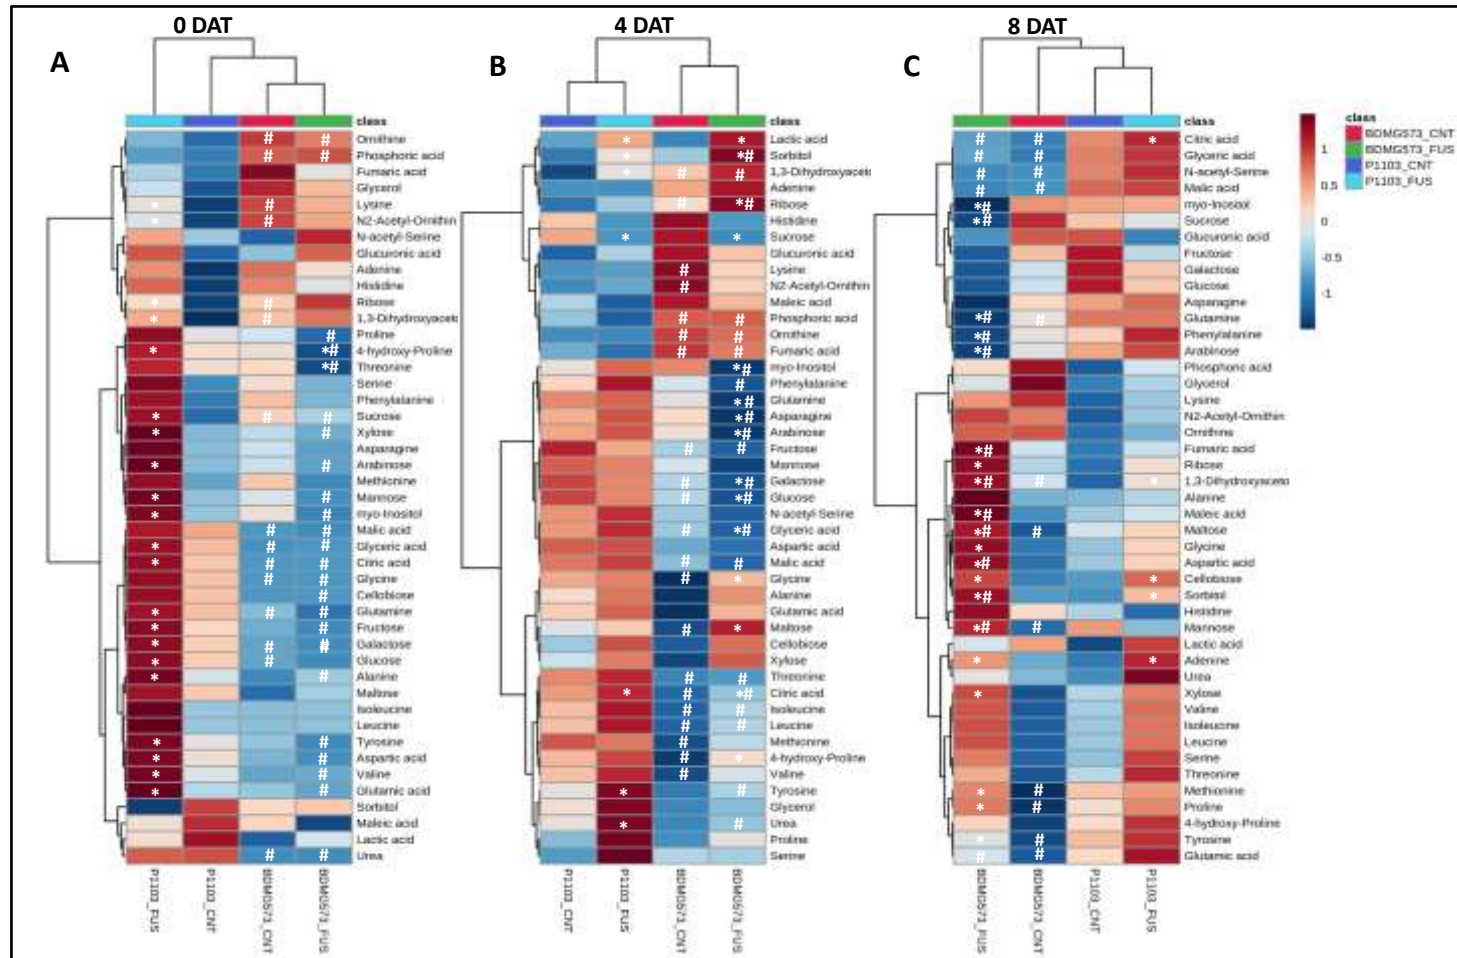 0 DAT
4 DAT
8 DAT
A
B
C
class
Ornithine
Phosphoric acid
Fumaric acid
Glycerol
Lysine
N2-Acetyl-Ornithin
N-acetyl-Serine
Glucuronic acid
Adenine
Histidine
Ribose
1,3-Dihydroxyaceto
Proline
4-hydroxy-Proline
Threonine
Serine
Phenylalanine
Sucrose
Xylose
Asparagine
Arabinose
Methionine
Mannose
myo-Inositol
Malic acid
Glyceric acid
Citric acid
Glycine
Cellobiose
Glutamine
Fructose
Galactose
Glucose
Alanine
Maltose
Isoleucine
Leucine
Tyrosine
Aspartic acid
Valine
Glutamic acid
Sorbitol
Maleic acid
Lactic acid
Urea
P1103_FUS
P1103_CNT
BDMG573_CNT
BDMG573_FUS
class
Lactic acid
Sorbitol
1,3-Dihydroxyaceto
Adenine
Ribose
Histidine
Sucrose
Glucuronic acid
Lysine
N2-Acetyl-Ornithin
Maleic acid
Phosphoric acid
Ornithine
Fumaric acid
myo-Inositol
Phenylalanine
Glutamine
Asparagine
Arabinose
Fructose
Mannose
Galactose
Glucose
N-acetyl-Serine
Glyceric acid
Aspartic acid
Malic acid
Glycine
Alanine
Glutamic acid
Maltose
Cellobiose
Xylose
Threonine
Citric acid
Isoleucine
Leucine
Methionine
4-hydroxy-Proline
Valine
Tyrosine
Glycerol
Urea
Proline
Serine
P1103_CNT
P1103_FUS
BDMG573_CNT
BDMG573_FUS
class
Citric acid
Glyceric acid
N-acetyl-Serine
Malic acid
myo-Inositol
Sucrose
Glucuronic acid
Fructose
Galactose
Glucose
Asparagine
Glutamine
Phenylalanine
Arabinose
Phosphoric acid
Glycerol
Lysine
N2-Acetyl-Ornithin
Ornithine
Fumaric acid
Ribose
1,3-Dihydroxyaceto
Alanine
Maleic acid
Maltose
Glycine
Aspartic acid
Cellobiose
Sorbitol
Histidine
Mannose
Lactic acid
Adenine
Urea
Xylose
Valine
Isoleucine
Leucine
Serine
Threonine
Methionine
Proline
4-hydroxy-Proline
Tyrosine
Glutamic acid
BDMG573_FUS
BDMG573_CNT
P1103_CNT
P1103_FUS
1
0.5
0
-0.5
-1
class
BDMG573_CNT
BDMG573_FUS
P1103_CNT
P1103_FUS